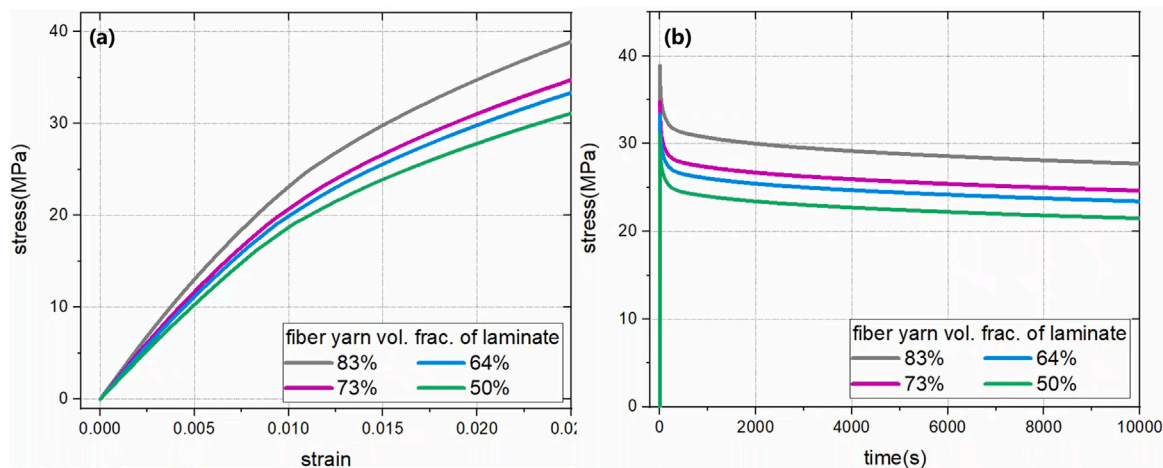 (a)
stress(MPa)
40
30
20
10
0
fiber yarn vol. frac. of laminate
83% 64%
73% 50%
0.000 0.005 0.010 0.015 0.020 0.02
strain
(b)
stress(MPa)
40
30
20
10
0
fiber yarn vol. frac. of laminate
83% 64%
73% 50%
0 2000 4000 6000 8000 10000
time(s)